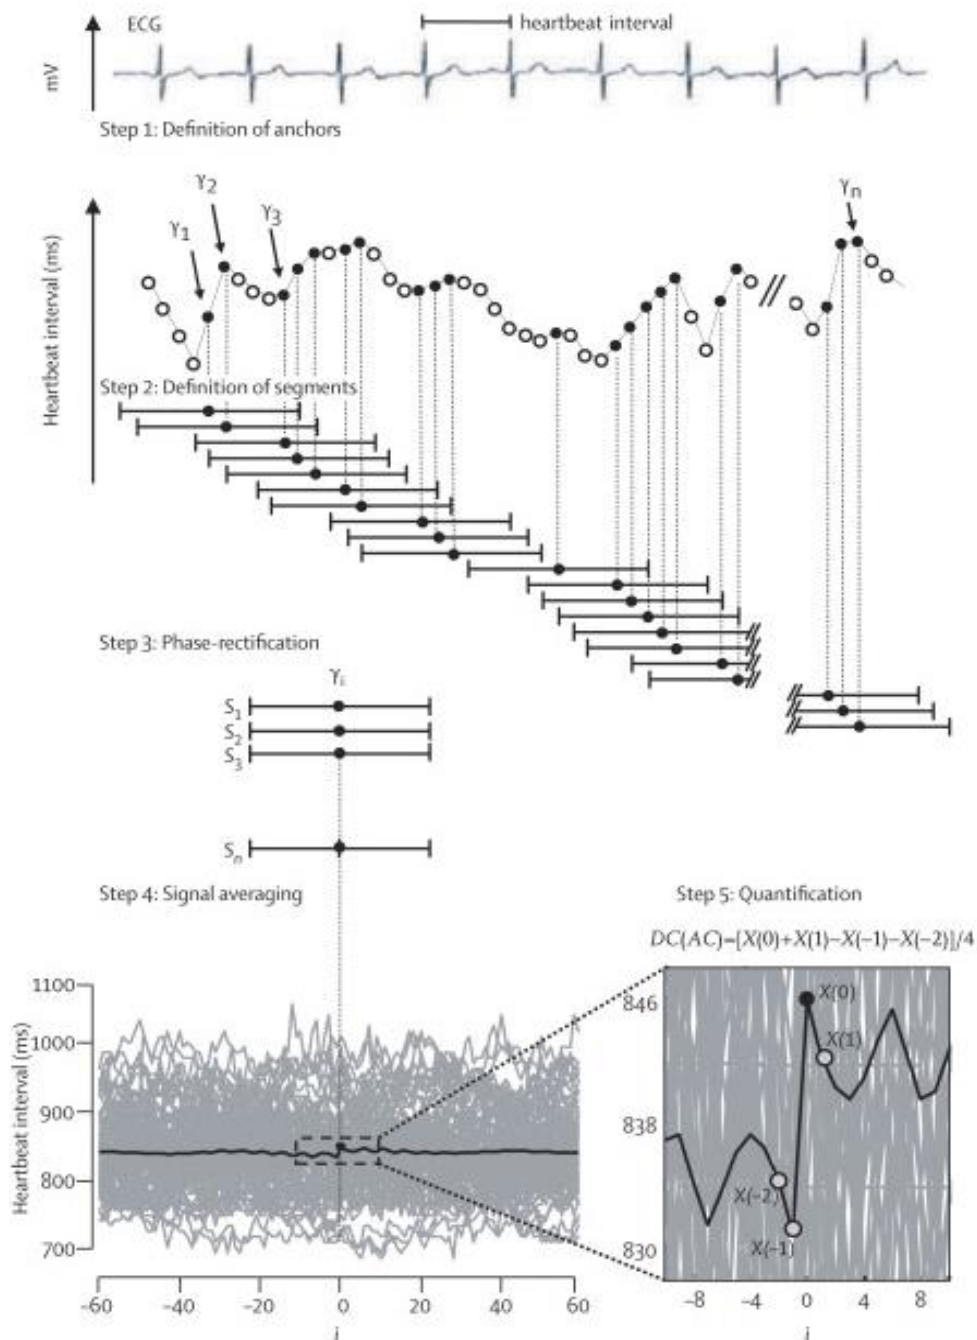 ECG
heartbeat interval
mV
Step 1: Definition of anchors
γ1
γ2
γ3
γn
Heartbeat interval (ms)
Step 2: Definition of segments
Step 3: Phase-rectification
γi
S1
S2
S3
Sn
Step 4: Signal averaging
Step 5: Quantification
DC(AC)=[X(0)+X(1)−X(−1)−X(−2)]/4
Heartbeat interval (ms)
1100
1000
900
800
700
-60
-40
-20
0
20
40
60
i
846
838
830
X(0)
X(1)
X(−2)
X(−1)
−8
−4
0
4
8
i